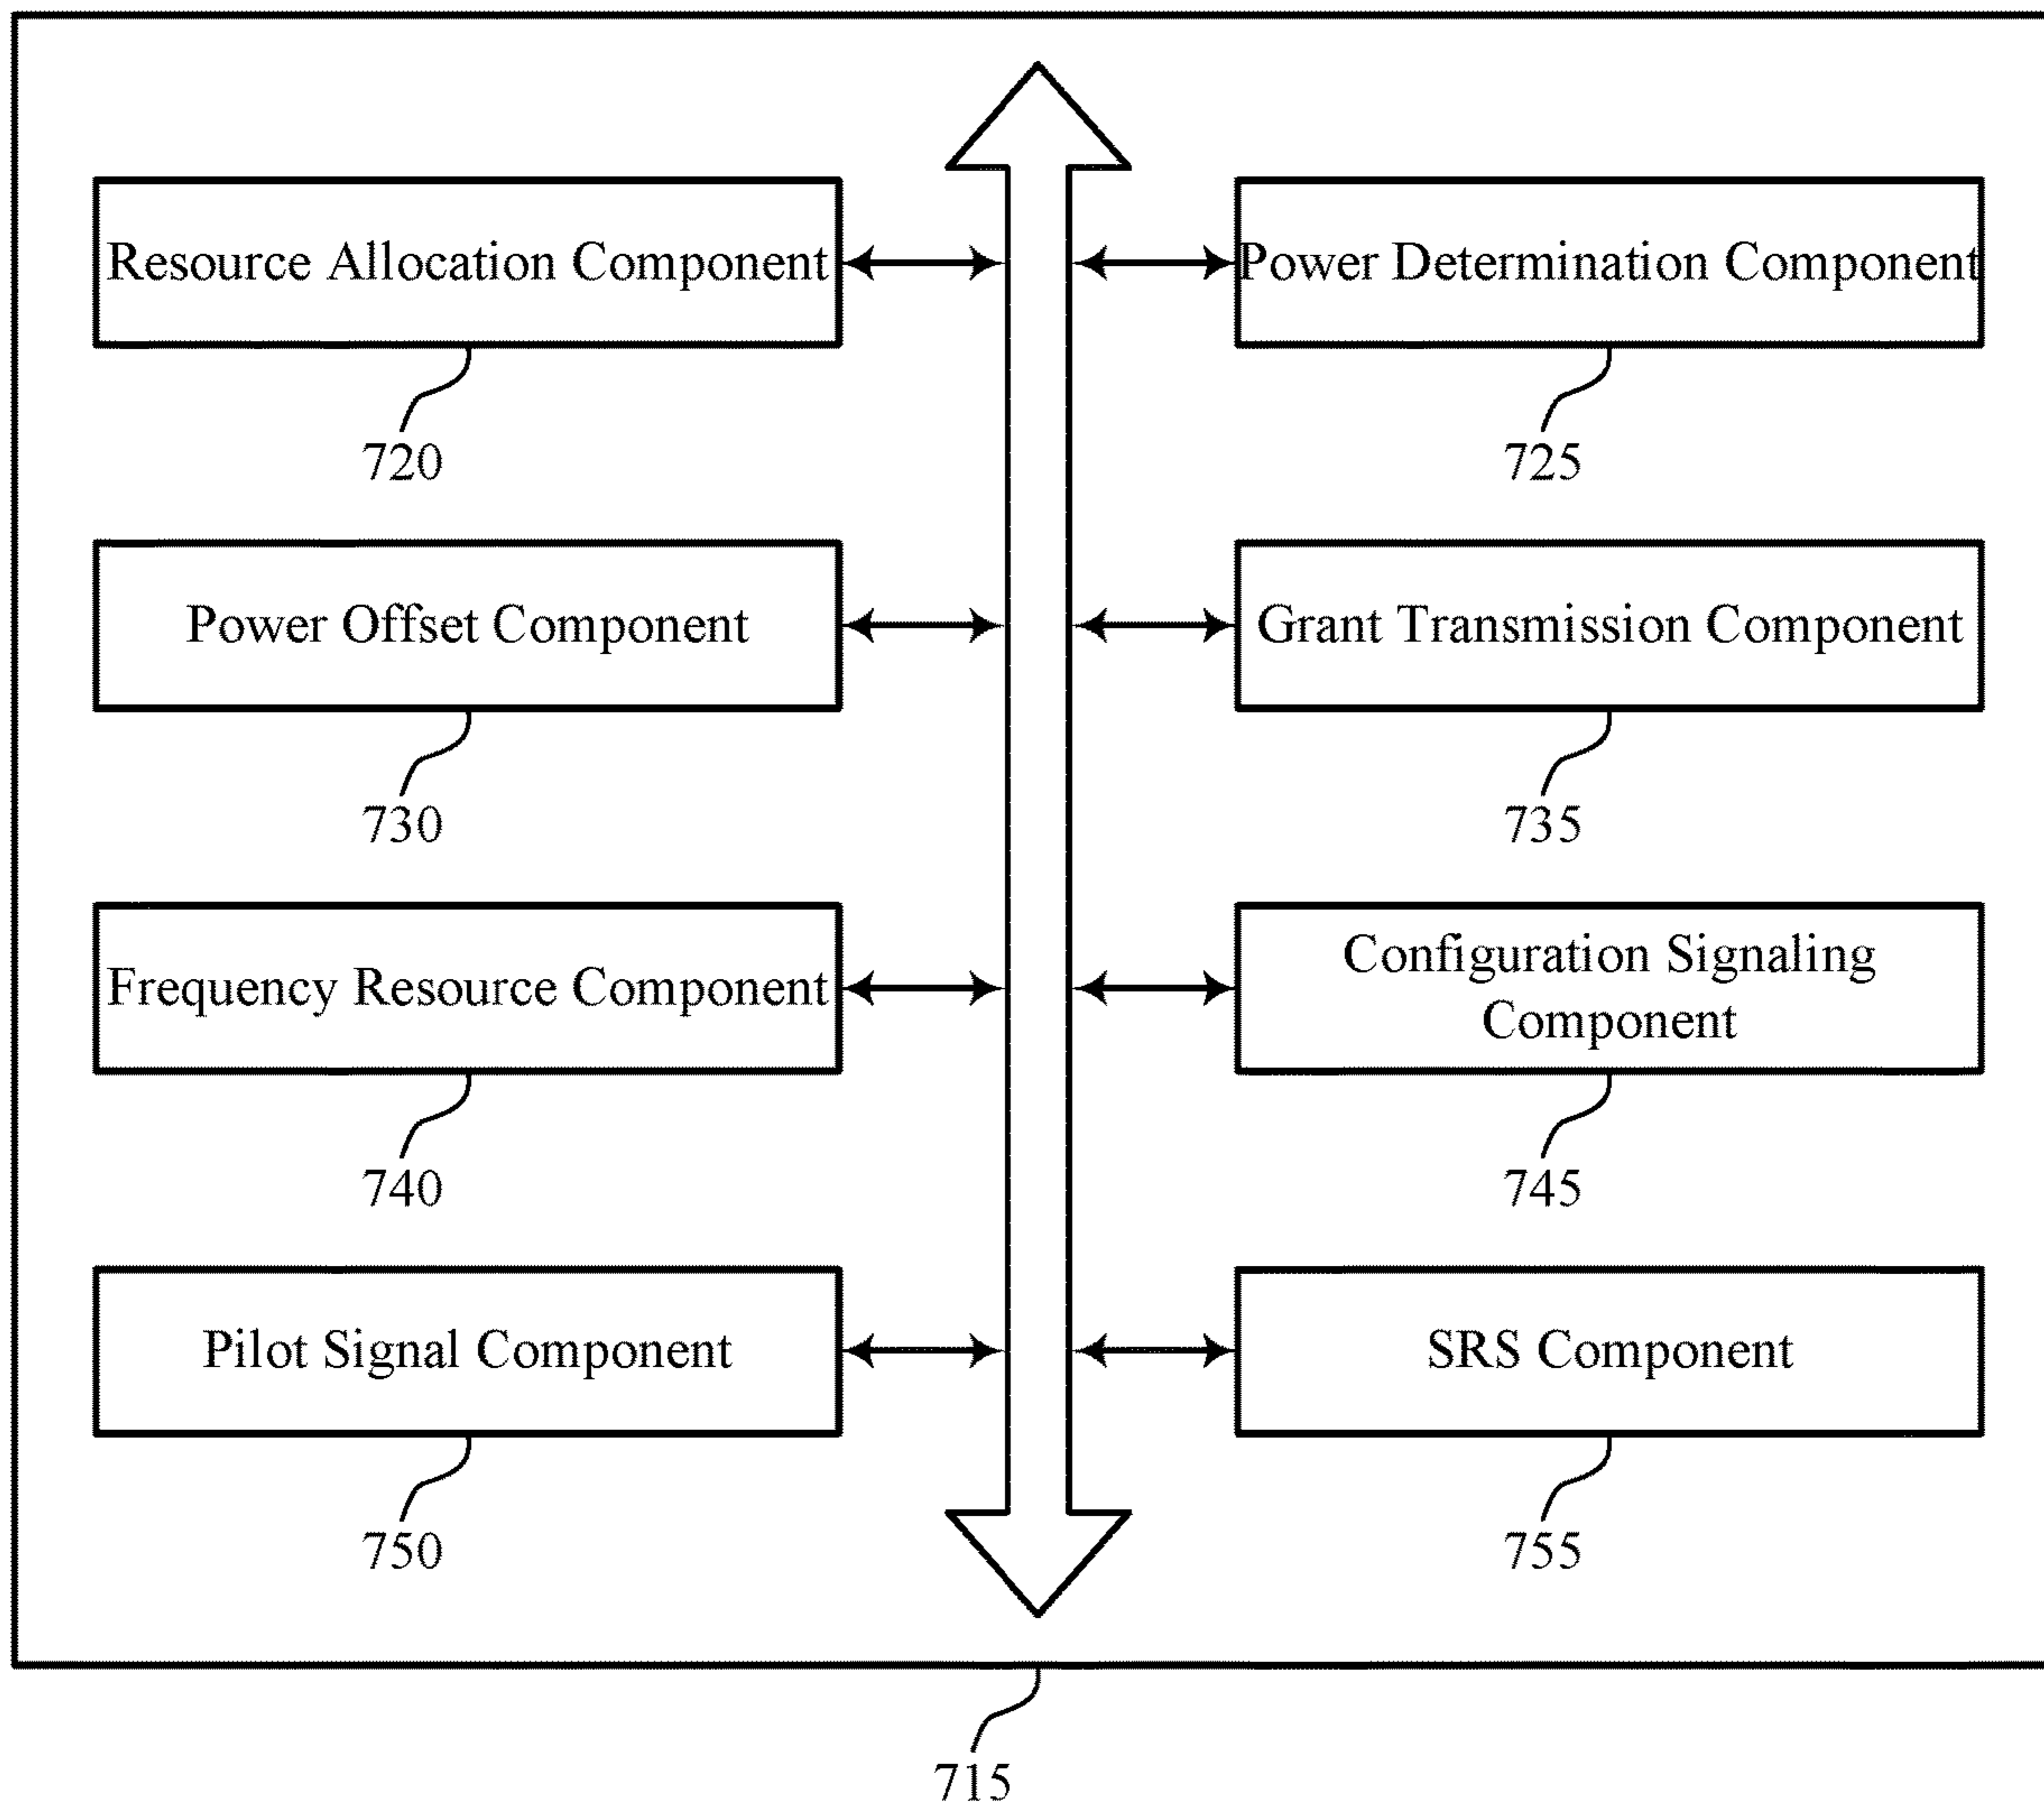 Resource Allocation Component
Power Determination Component
720
725
Power Offset Component
Grant Transmission Component
730
735
Frequency Resource Component
Configuration Signaling
Component
740
745
Pilot Signal Component
SRS Component
750
755
715